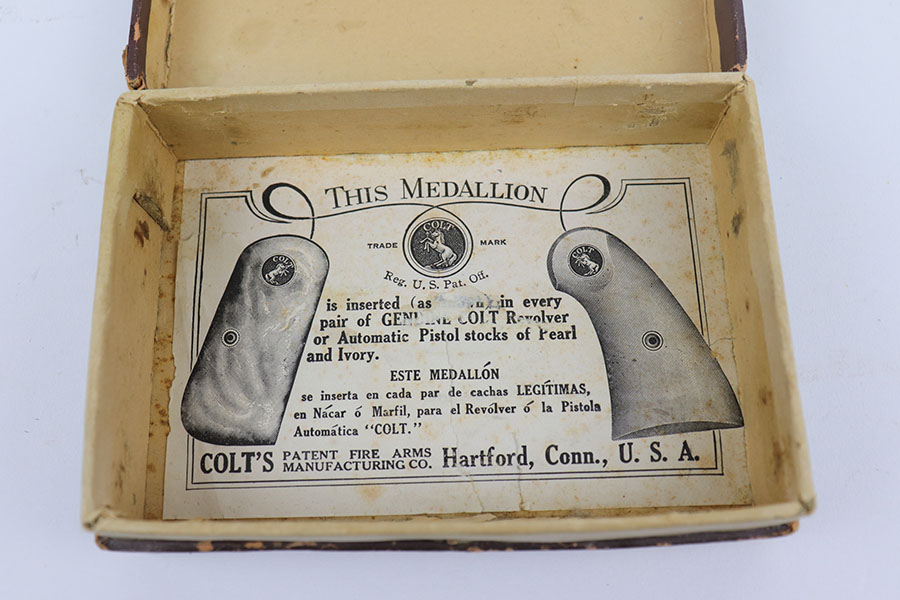 THIS MEDALLION
COLT
TRADE MARK
Reg. U. S. Pat. Off.
COLT
COLT
is inserted (as in every
pair of GENUINE COLT Revolver
or Automatic Pistol stocks of Pearl
and Ivory.
ESTE MEDALLÓN
se inserta en cada par de cachas LEGÍTIMAS,
en Nácar ó Marfil, para el Revólver ó la Pistola
Automática "COLT."
COLT'S PATENT FIRE ARMS MANUFACTURING CO. Hartford, Conn., U. S. A.